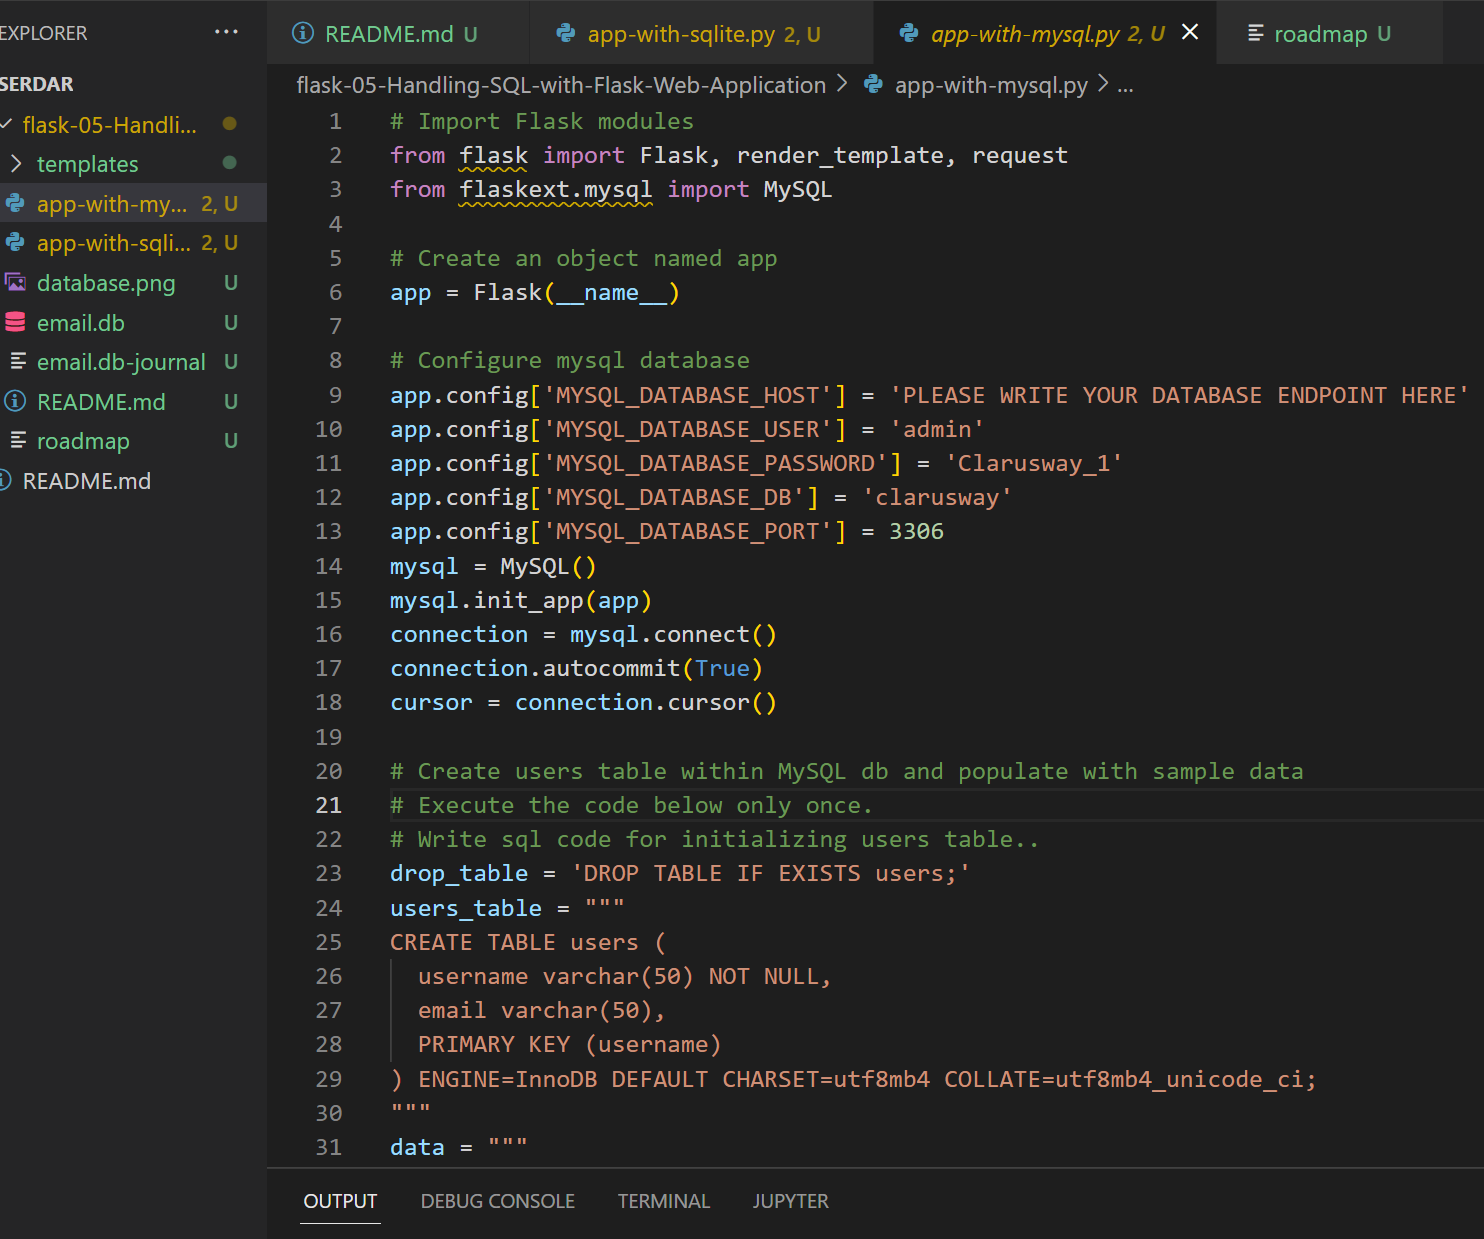 EXPLORER ...
SERDAR
flask-05-Handli...
templates
app-with-my... 2, U
app-with-sqli... 2, U
database.png U
email.db U
email.db-journal U
README.md U
roadmap U
README.md
README.md U app-with-sqlite.py 2, U app-with-mysql.py 2, U roadmap U
flask-05-Handling-SQL-with-Flask-Web-Application > app-with-mysql.py > ...
1 # Import Flask modules
2 from flask import Flask, render_template, request
3 from flaskext.mysql import MySQL
4
5 # Create an object named app
6 app = Flask(__name__)
7
8 # Configure mysql database
9 app.config['MYSQL_DATABASE_HOST'] = 'PLEASE WRITE YOUR DATABASE ENDPOINT HERE'
10 app.config['MYSQL_DATABASE_USER'] = 'admin'
11 app.config['MYSQL_DATABASE_PASSWORD'] = 'Clarusway_1'
12 app.config['MYSQL_DATABASE_DB'] = 'clarusway'
13 app.config['MYSQL_DATABASE_PORT'] = 3306
14 mysql = MySQL()
15 mysql.init_app(app)
16 connection = mysql.connect()
17 connection.autocommit(True)
18 cursor = connection.cursor()
19
20 # Create users table within MySQL db and populate with sample data
21 # Execute the code below only once.
22 # Write sql code for initializing users table..
23 drop_table = 'DROP TABLE IF EXISTS users;'
24 users_table = """
25 CREATE TABLE users (
26 username varchar(50) NOT NULL,
27 email varchar(50),
28 PRIMARY KEY (username)
29 ) ENGINE=InnoDB DEFAULT CHARSET=utf8mb4 COLLATE=utf8mb4_unicode_ci;
30 """
31 data = """
OUTPUT DEBUG CONSOLE TERMINAL JUPYTER